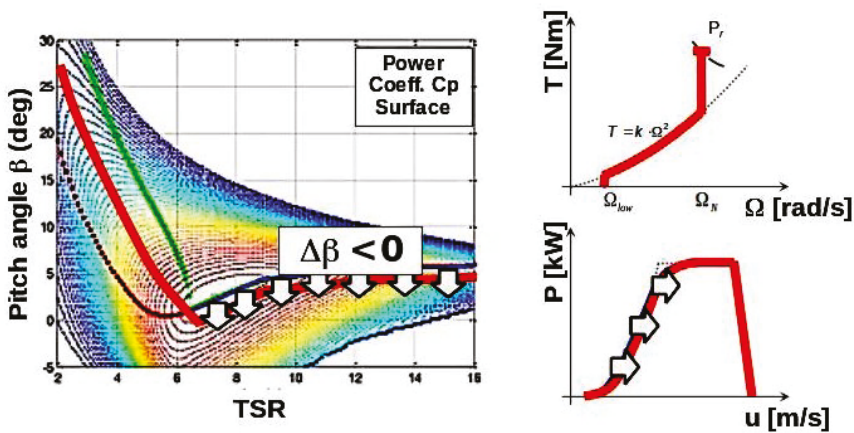 Power
Coeff. Cp
Surface
Δβ <0
Pitch angle β (deg)
30
25
20
15
10
5
0
-5
2
4
6
8
10
12
14
16
TSR
T [Nm]
Pr
T = k · Ω²
Ωlow
ΩN
Ω [rad/s]
P [kW]
u [m/s]